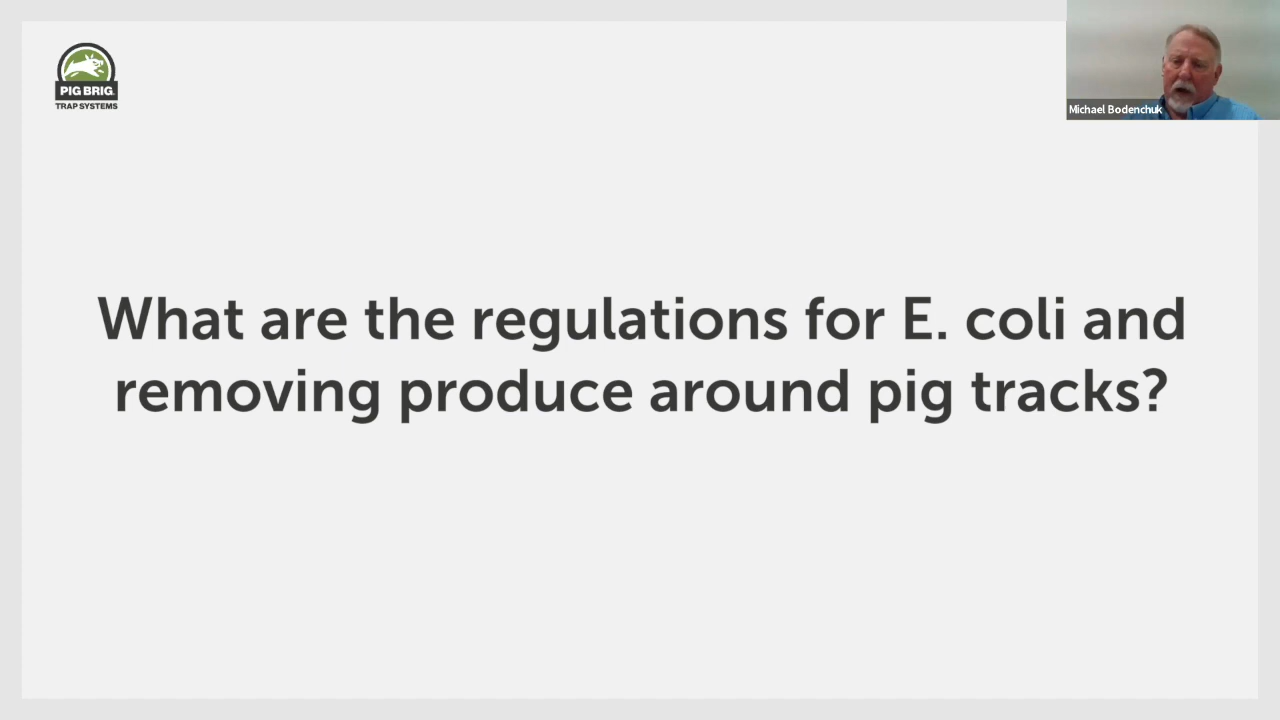 PIG BRIG
TRAP SYSTEMS
Michael Bodenchuk
What are the regulations for E. coli and
removing produce around pig tracks?